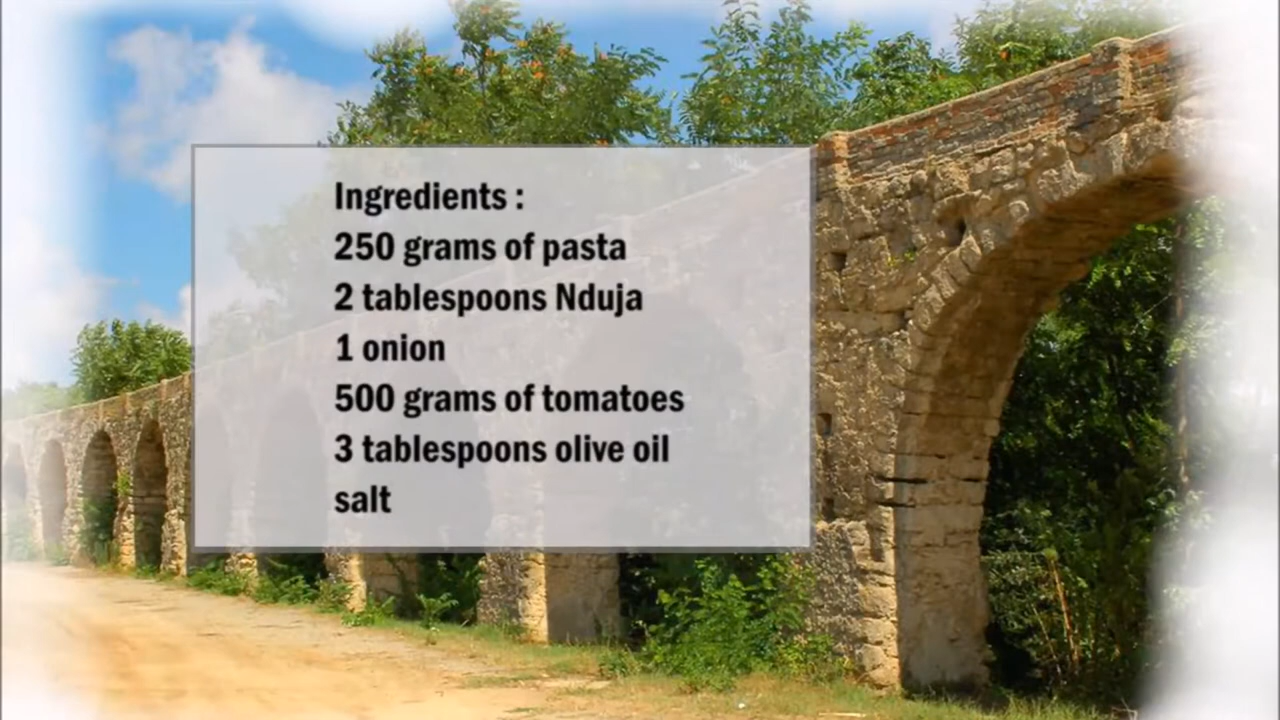 Ingredients :
250 grams of pasta
2 tablespoons Nduja
1 onion
500 grams of tomatoes
3 tablespoons olive oil
salt